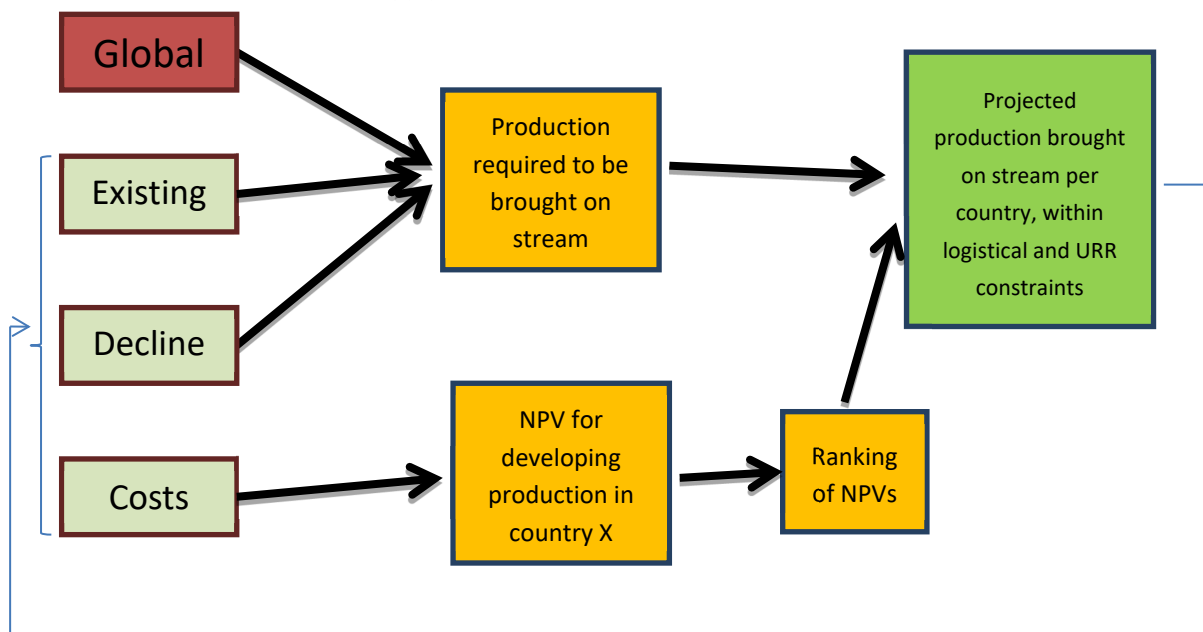 Global
Existing
Decline
Costs
Production
required to be
brought on
stream
NPV for
developing
production in
country X
Ranking
of NPVs
Projected
production brought
on stream per
country, within
logistical and URR
constraints